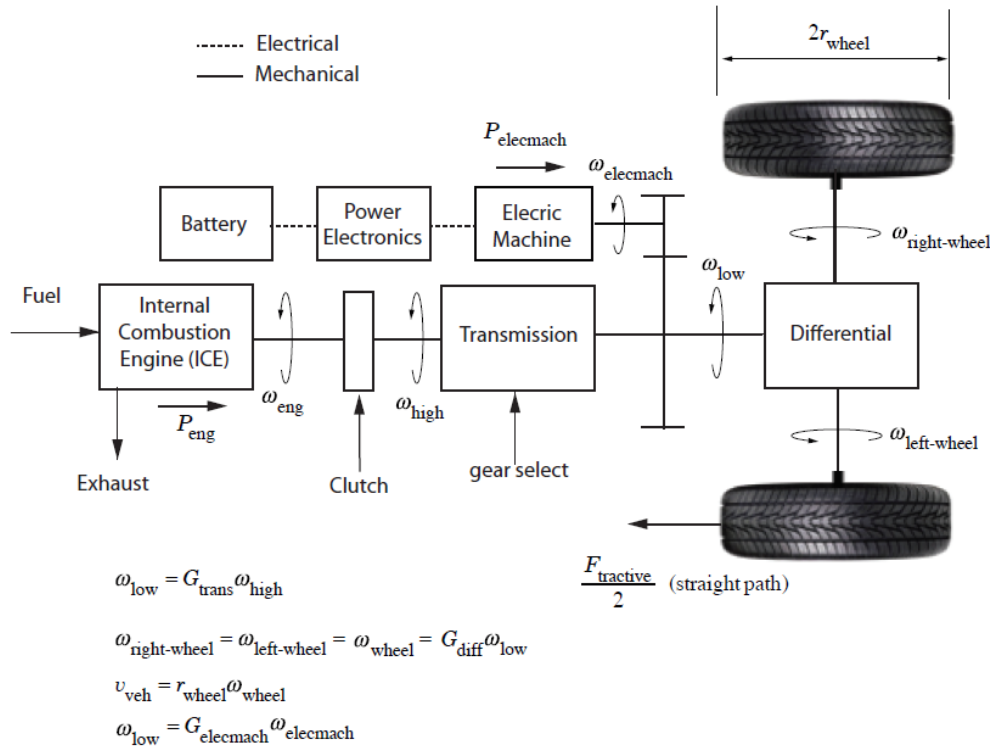 Electrical
Mechanical
2r_wheel
P_elecmach
ω_elecmach
Battery
Power
Electronics
Elecric
Machine
ω_right-wheel
ω_low
Fuel
Internal
Combustion
Engine (ICE)
Transmission
Differential
ω_eng
ω_high
P_eng
ω_left-wheel
Exhaust
Clutch
gear select
F_tractive/2 (straight path)
ω_low = G_trans ω_high
ω_right-wheel = ω_left-wheel = ω_wheel = G_diff ω_low
υ_veh = r_wheel ω_wheel
ω_low = G_elecmach ω_elecmach